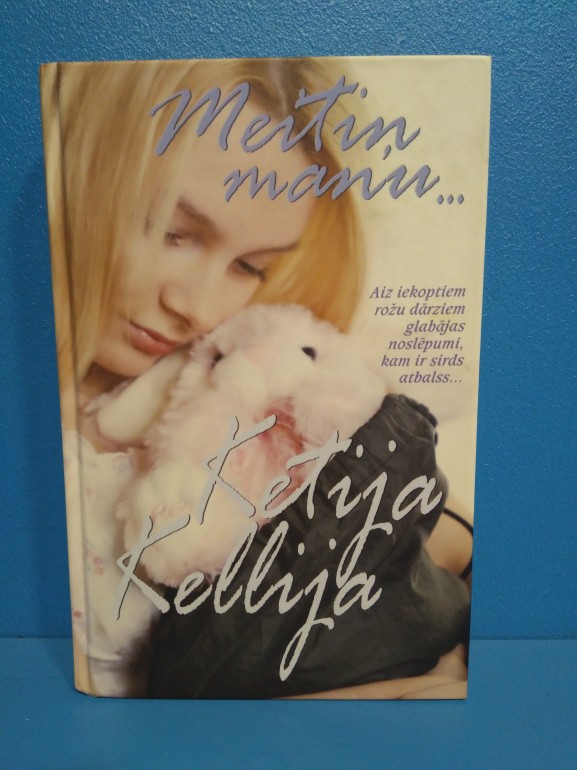 Meitiņ
manu...
Aiz iekoptiem
rožu dārziem
glabājas
noslēpumi,
kam ir sirds
atbalss...
Ketija
Kellija